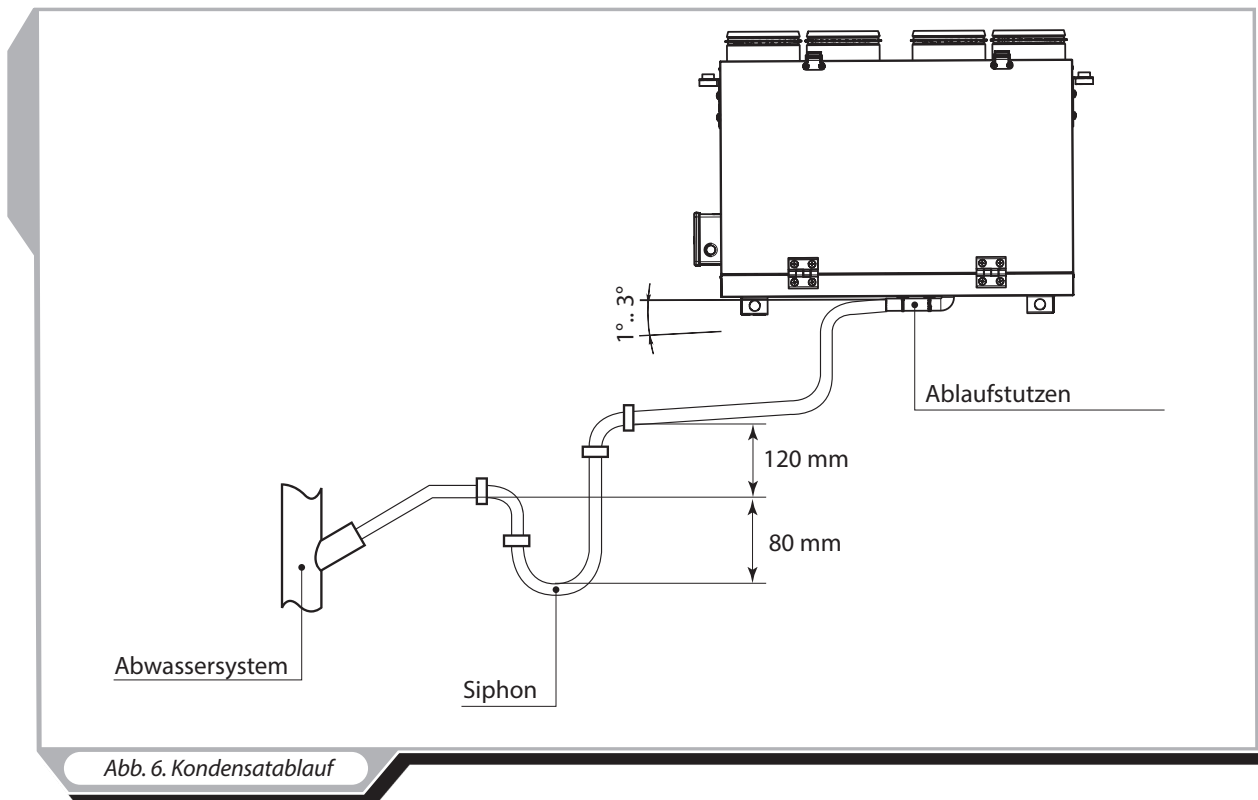 1°.. 3°
Ablaufstutzen
120 mm
80 mm
Abwassersystem
Siphon
Abb. 6. Kondensatablauf